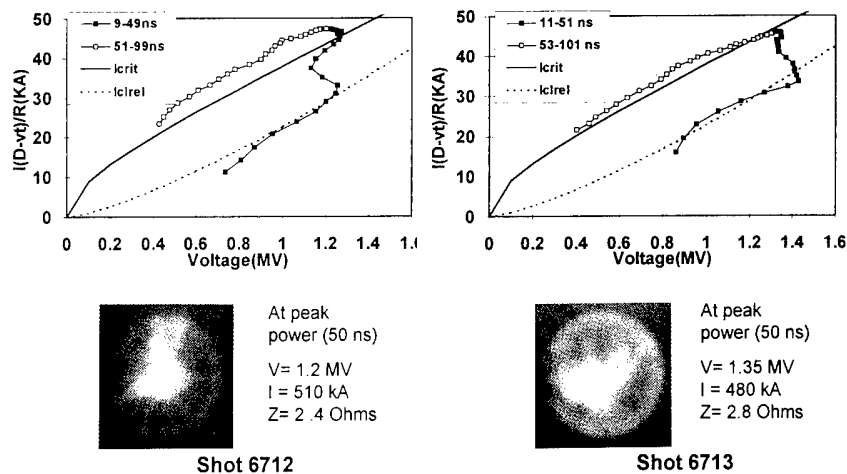 I(D-vt)/R(KA)
50
40
30
20
10
0
9-49ns
51-99ns
Icrit
Iclrel
0 0.2 0.4 0.6 0.8 1 1.2 1.4 1.6
Voltage(MV)
I(D-vt)/R(KA)
50
40
30
20
10
0
11-51 ns
53-101 ns
Icrit
Iclrel
0 0.2 0.4 0.6 0.8 1 1.2 1.4 1.6
Voltage(MV)
At peak
power (50 ns)
V= 1.2 MV
I = 510 kA
Z= 2 .4 Ohms
Shot 6712
At peak
power (50 ns)
V= 1.35 MV
I = 480 kA
Z= 2.8 Ohms
Shot 6713